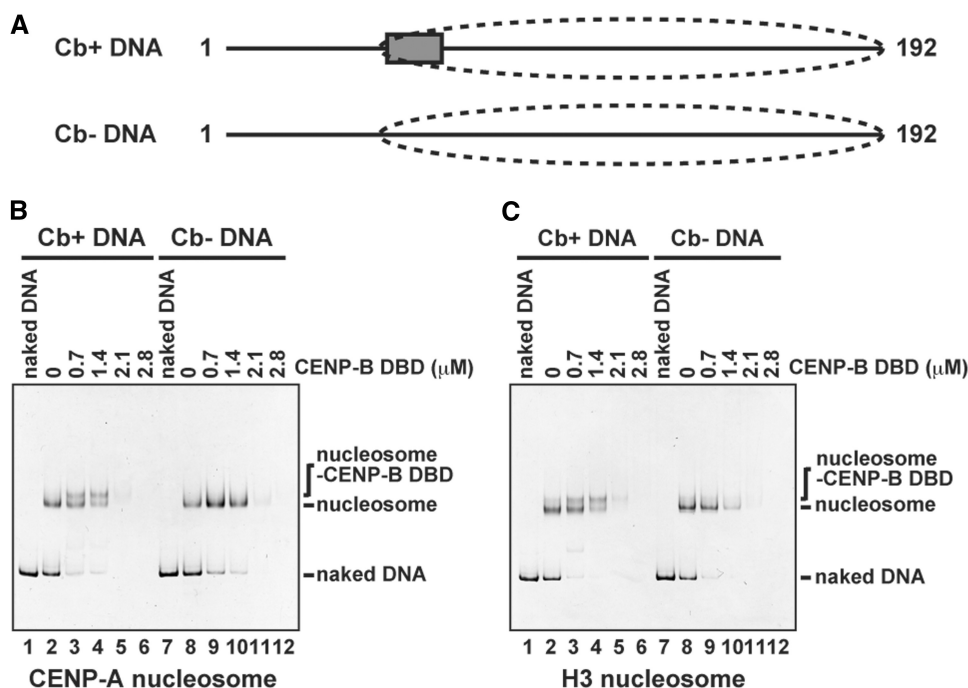 A
Cb+ DNA 1 192
Cb- DNA 1 192
B
Cb+ DNA Cb- DNA
naked DNA 0 0.7 1.4 2.1 2.8 naked DNA 0 0.7 1.4 2.1 2.8 CENP-B DBD (μM)
nucleosome
-CENP-B DBD
nucleosome
naked DNA
1 2 3 4 5 6 7 8 9 10 11 12
CENP-A nucleosome
C
Cb+ DNA Cb- DNA
naked DNA 0 0.7 1.4 2.1 2.8 naked DNA 0 0.7 1.4 2.1 2.8 CENP-B DBD (μM)
nucleosome
-CENP-B DBD
nucleosome
naked DNA
1 2 3 4 5 6 7 8 9 10 11 12
H3 nucleosome